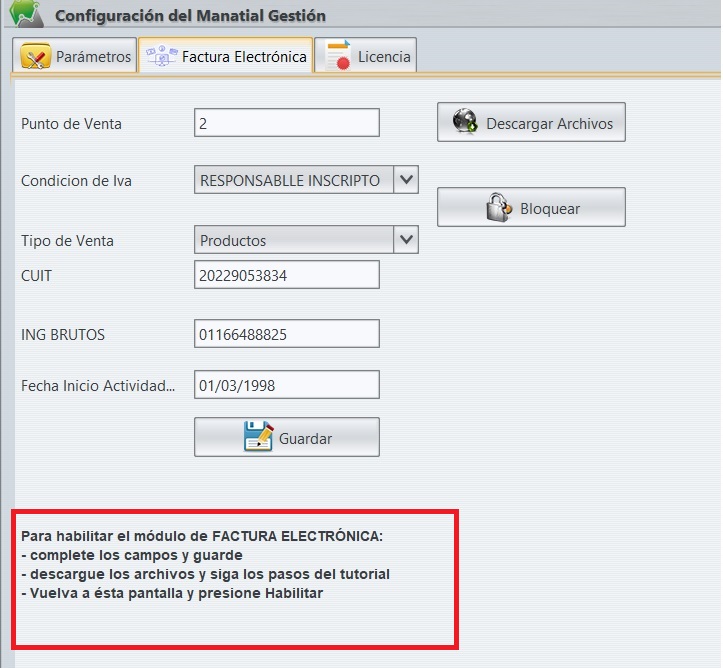 Configuración del Manatial Gestión
Parámetros Factura Electrónica Licencia
Punto de Venta 2 Descargar Archivos
Condicion de Iva RESPONSABLLE INSCRIPTO
Bloquear
Tipo de Venta Productos
CUIT 20229053834
ING BRUTOS 01166488825
Fecha Inicio Actividad... 01/03/1998
Guardar
Para habilitar el módulo de FACTURA ELECTRÓNICA:
- complete los campos y guarde
- descargue los archivos y siga los pasos del tutorial
- Vuelva a ésta pantalla y presione Habilitar